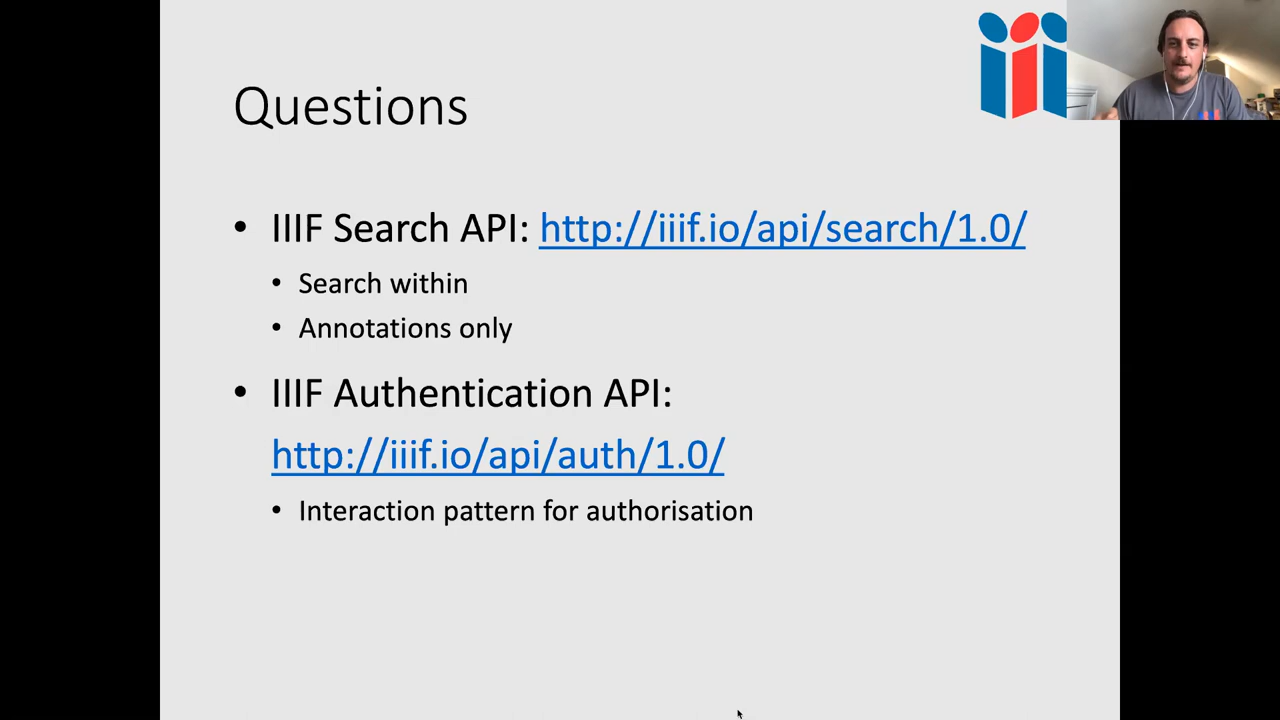 Questions
• IIIF Search API: http://iiif.io/api/search/1.0/
• Search within
• Annotations only
• IIIF Authentication API:
http://iiif.io/api/auth/1.0/
• Interaction pattern for authorisation